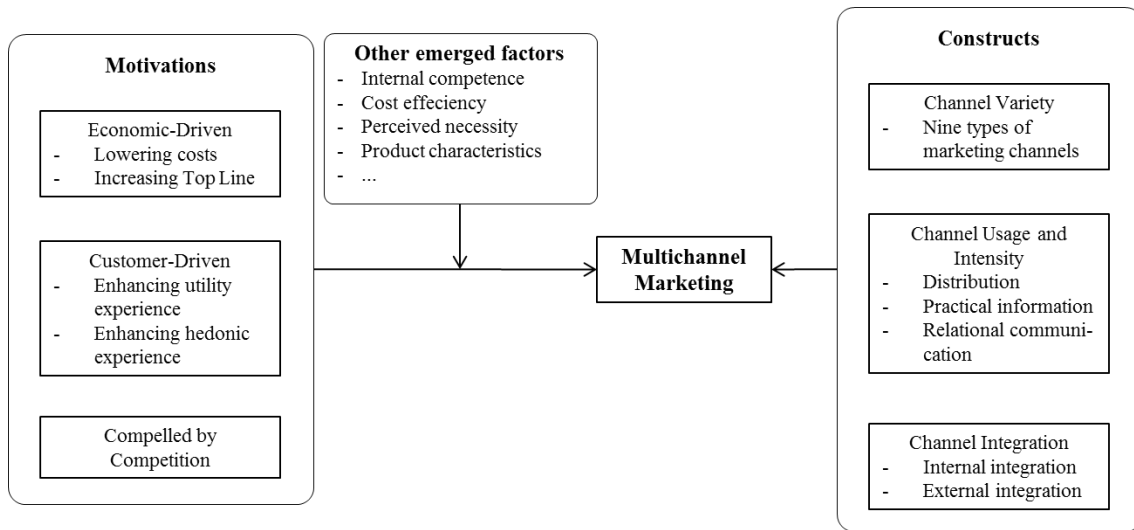 Motivations
Economic-Driven
- Lowering costs
- Increasing Top Line
Customer-Driven
- Enhancing utility
experience
- Enhancing hedonic
experience
Compelled by
Competition
Other emerged factors
- Internal competence
- Cost effeciency
- Perceived necessity
- Product characteristics
- ...
Multichannel
Marketing
Constructs
Channel Variety
- Nine types of
marketing channels
Channel Usage and
Intensity
- Distribution
- Practical information
- Relational communi-
cation
Channel Integration
- Internal integration
- External integration